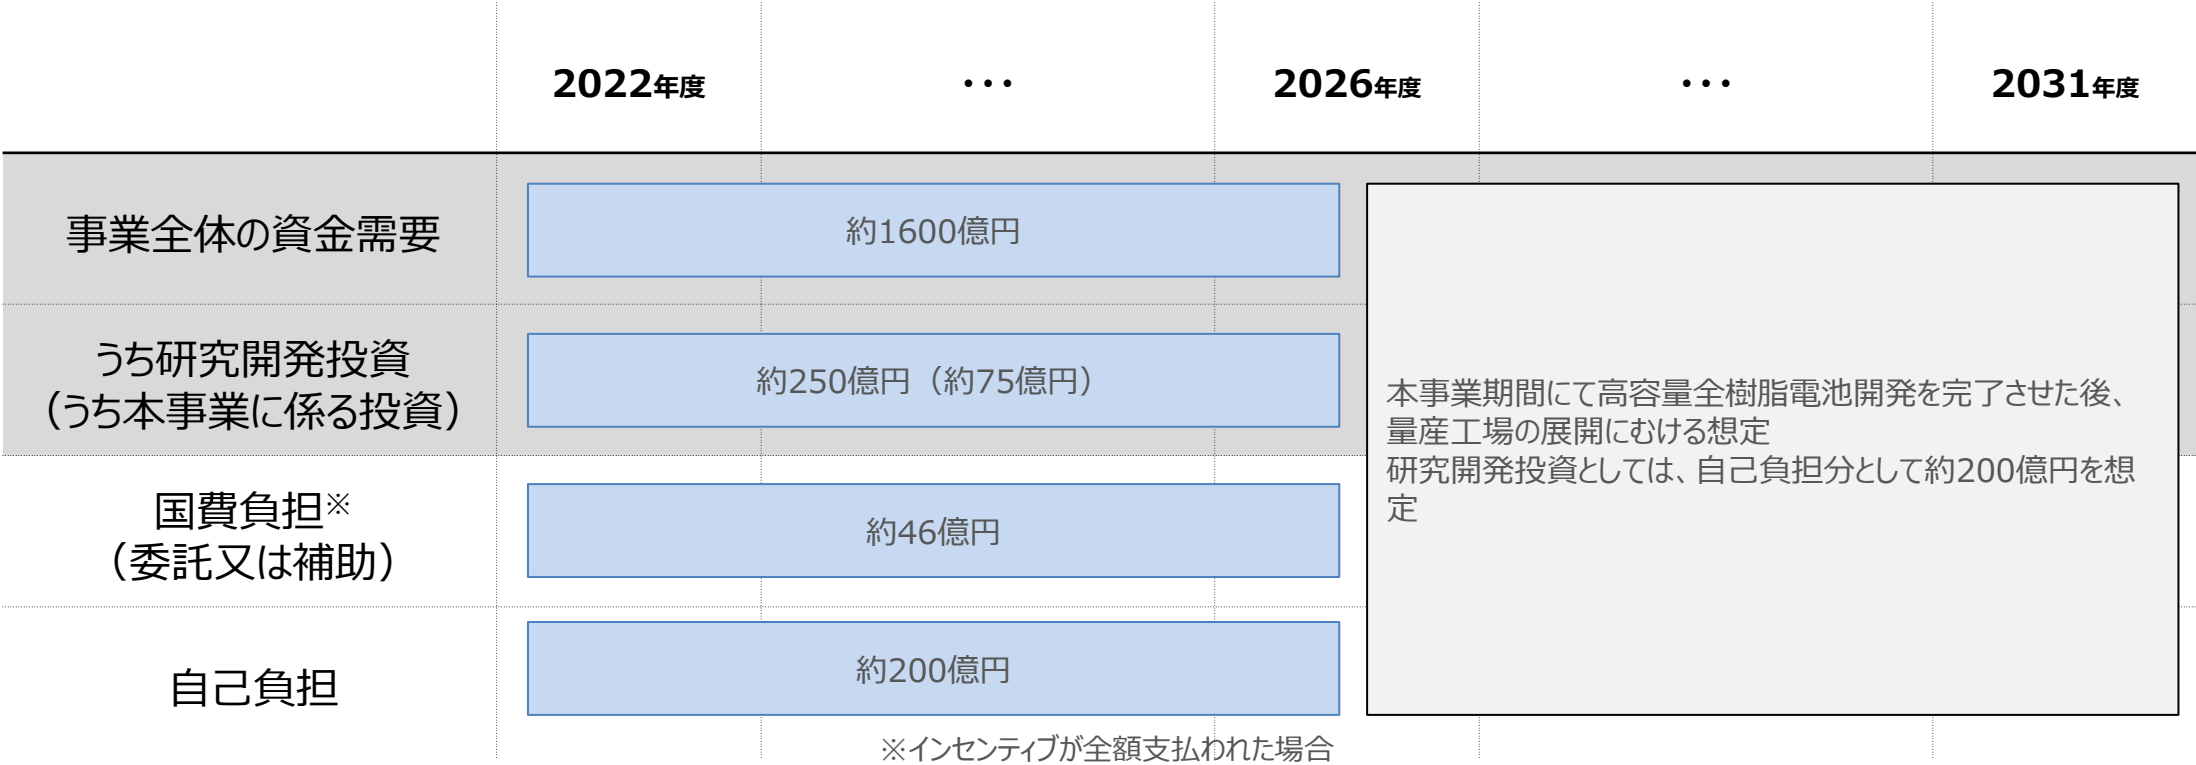 2022年度 ・・・ 2026年度 ・・・ 2031年度
事業全体の資金需要
約1600億円
うち研究開発投資
（うち本事業に係る投資）
約250億円（約75億円）
国費負担※
（委託又は補助）
約46億円
自己負担
約200億円
本事業期間にて高容量全樹脂電池開発を完了させた後、
量産工場の展開にむける想定
研究開発投資としては、自己負担分として約200億円を想
定
※インセンティブが全額支払われた場合